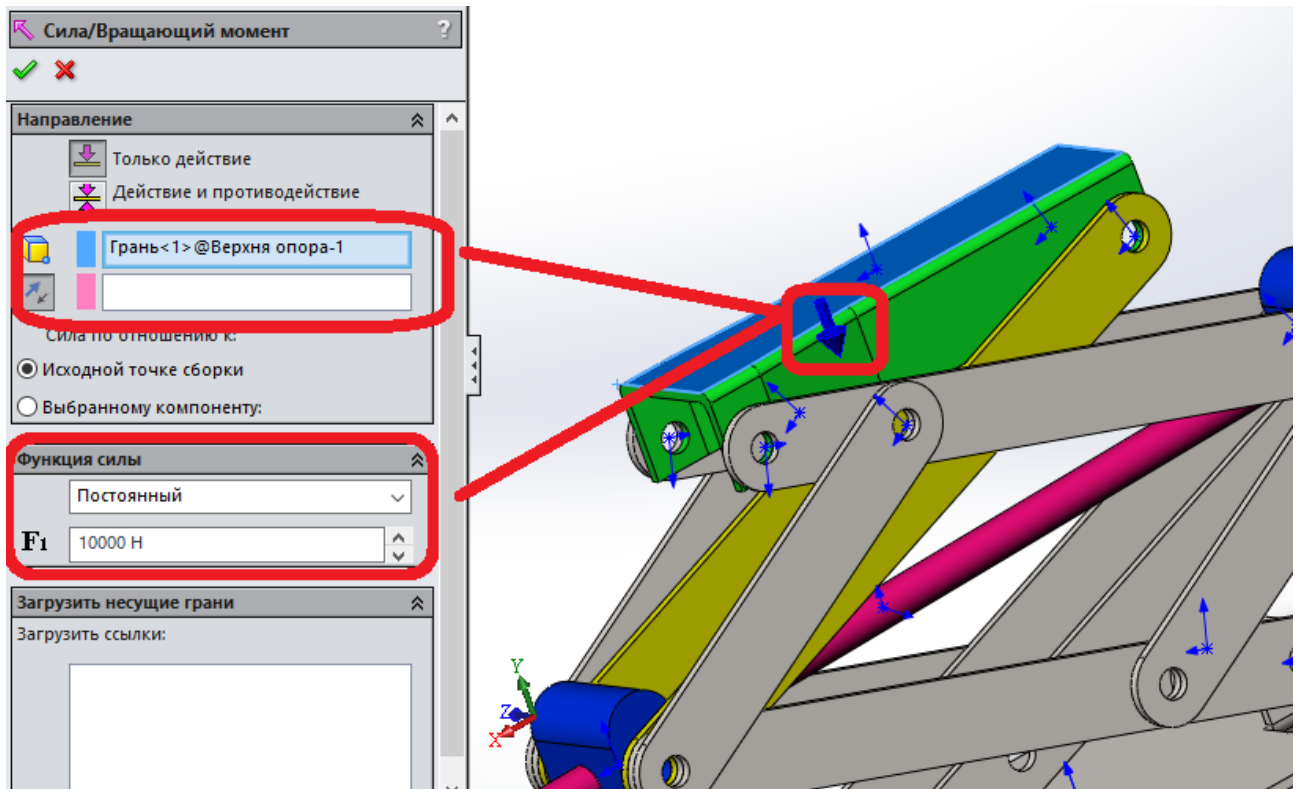 Сила/Вращающий момент
?
Направление
Только действие
Действие и противодействие
Грань<1>@Верхня опора-1
Сила по отношению к:
Исходной точке сборки
Выбранному компоненту:
Функция силы
Постоянный
F1 10000 Н
Загрузить несущие грани
Загрузить ссылки:
Y
Z
X